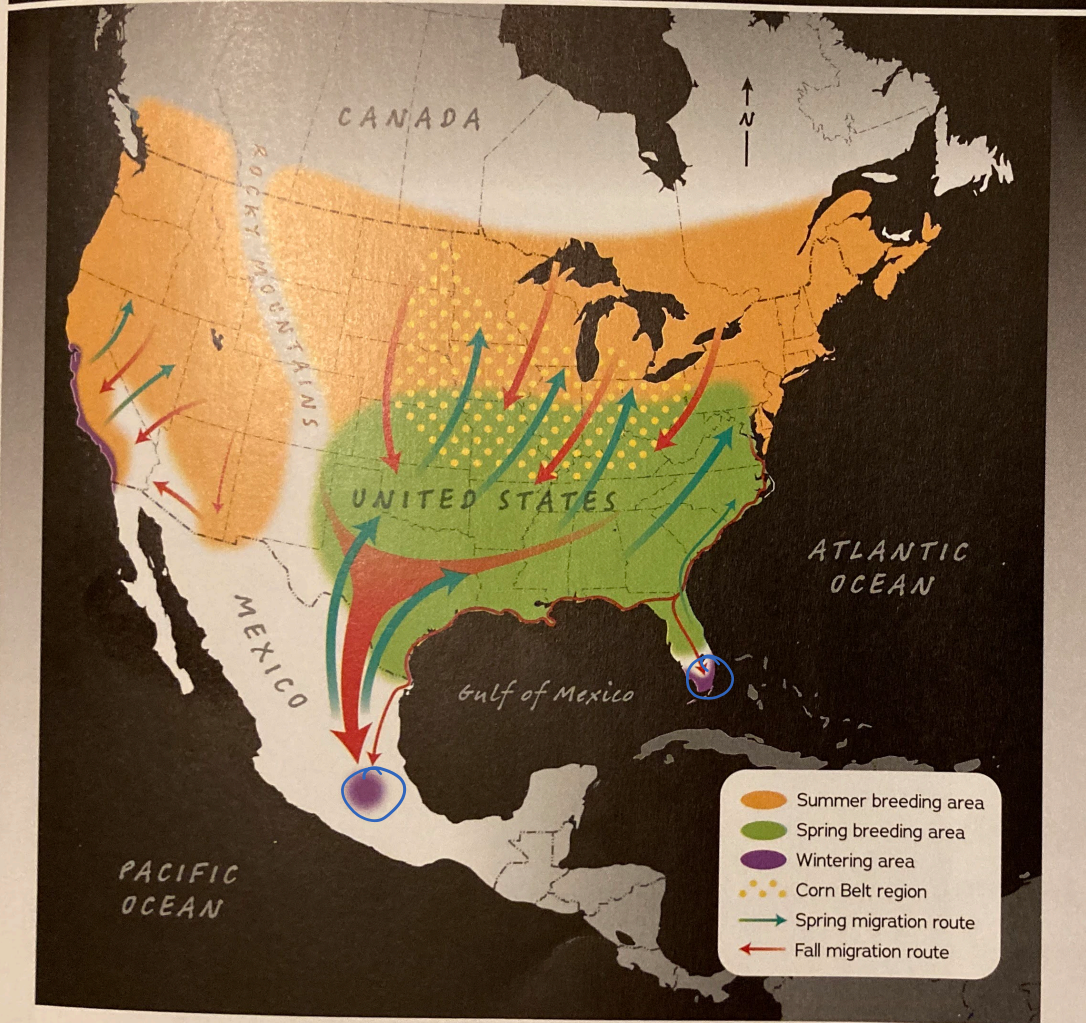 CANADA
N
ROCKY MOUNTAINS
UNITED STATES
ATLANTIC
OCEAN
MEXICO
Gulf of Mexico
PACIFIC
OCEAN
Summer breeding area
Spring breeding area
Wintering area
Corn Belt region
Spring migration route
Fall migration route